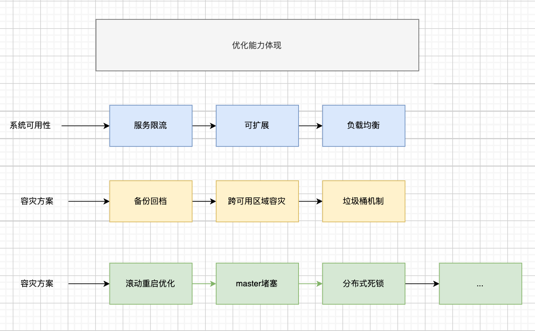 优化能力体现
系统可用性
服务限流
可扩展
负载均衡
容灾方案
备份回档
跨可用区域容灾
垃圾桶机制
容灾方案
滚动重启优化
master堵塞
分布式死锁
...